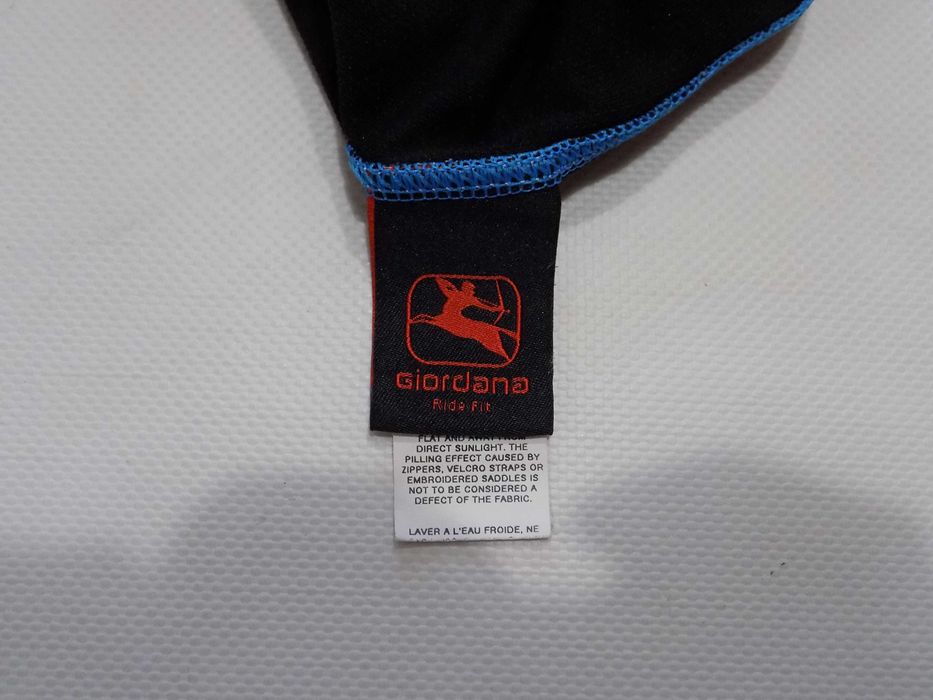 Giordana
Ride Fit
FLAT AND AWAY FROM
DIRECT SUNLIGHT. THE
PILLING EFFECT CAUSED BY
ZIPPERS, VELCRO STRAPS OR
EMBROIDERED SADDLES IS
NOT TO BE CONSIDERED A
DEFECT OF THE FABRIC.
LAVER A L'EAU FROIDE, NE